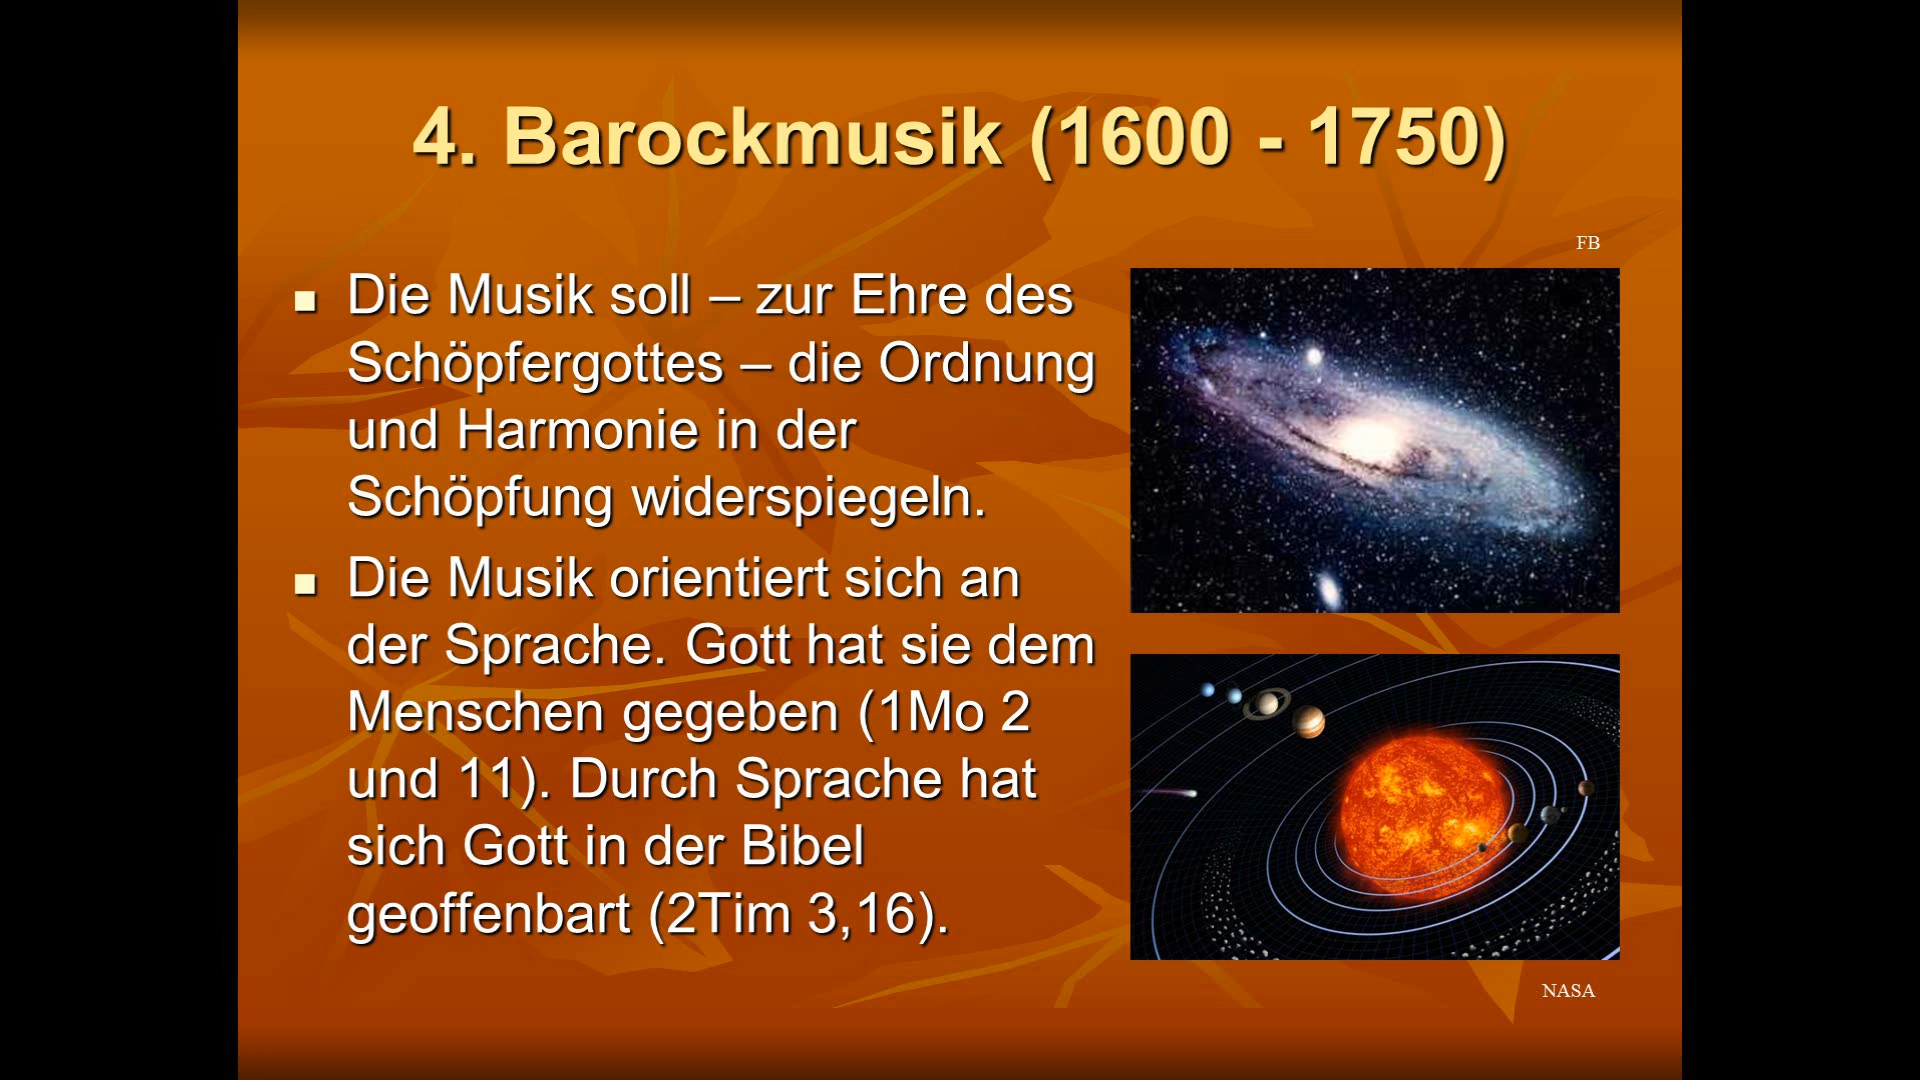 4. Barockmusik (1600 - 1750)
FB
Die Musik soll – zur Ehre des
Schöpfergottes – die Ordnung
und Harmonie in der
Schöpfung widerspiegeln.
Die Musik orientiert sich an
der Sprache. Gott hat sie dem
Menschen gegeben (1Mo 2
und 11). Durch Sprache hat
sich Gott in der Bibel
geoffenbart (2Tim 3,16).
NASA